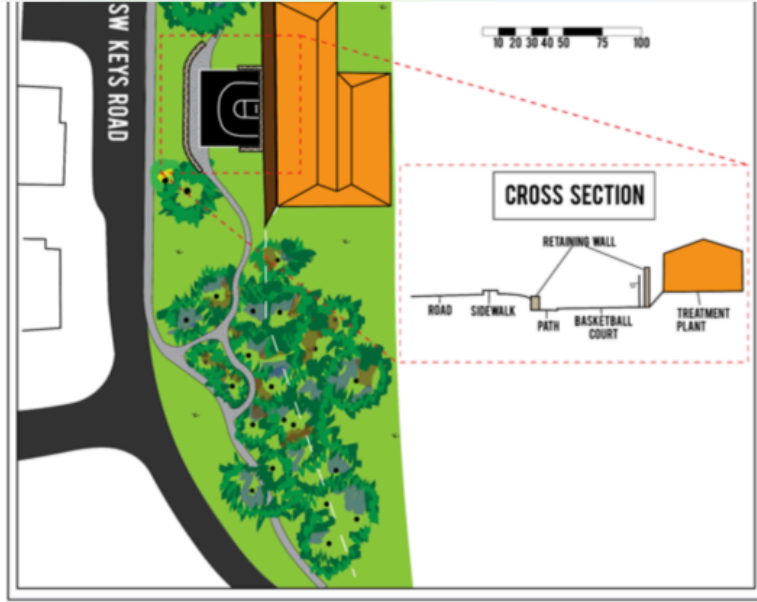 SW KEYS ROAD
10 20 30 40 50 75 100
CROSS SECTION
RETAINING WALL
ROAD
SIDEWALK
PATH
BASKETBALL
COURT
TREATMENT
PLANT